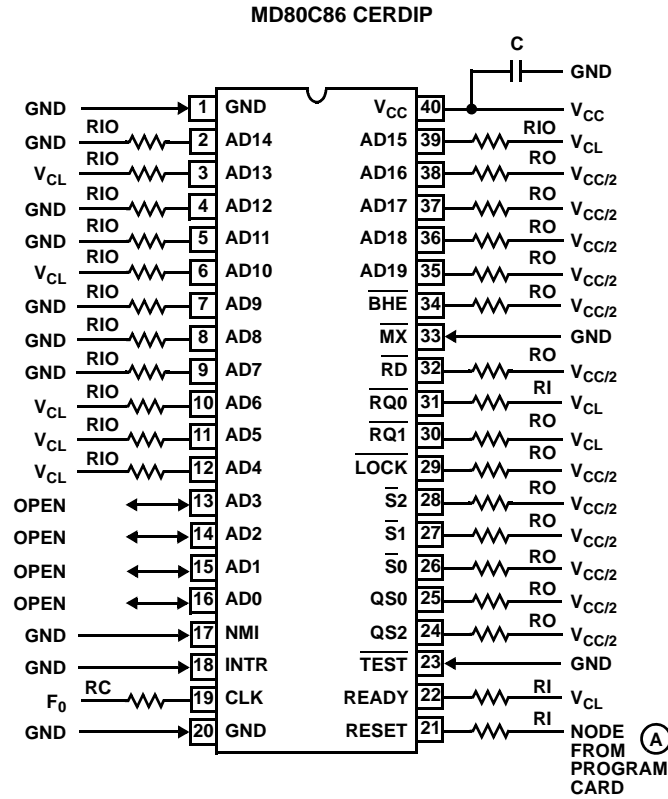 MD80C86 CERDIP
C
GND
GND 1 GND VCC 40 VCC
GND RIO 2 AD14 AD15 39 RIO VCL
VCL RIO 3 AD13 AD16 38 RO VCC/2
GND RIO 4 AD12 AD17 37 RO VCC/2
GND RIO 5 AD11 AD18 36 RO VCC/2
VCL RIO 6 AD10 AD19 35 RO VCC/2
GND RIO 7 AD9 BHE 34 RO VCC/2
GND RIO 8 AD8 MX 33 GND
GND RIO 9 AD7 RD 32 RO VCC/2
VCL RIO 10 AD6 RQ0 31 RI VCL
VCL RIO 11 AD5 RQ1 30 RO VCL
VCL RIO 12 AD4 LOCK 29 RO VCC/2
OPEN 13 AD3 S2 28 RO VCC/2
OPEN 14 AD2 S1 27 RO VCC/2
OPEN 15 AD1 S0 26 RO VCC/2
OPEN 16 AD0 QS0 25 RO VCC/2
GND 17 NMI QS2 24 RO VCC/2
GND 18 INTR TEST 23 GND
F0 RC 19 CLK READY 22 RI VCL
GND 20 GND RESET 21 RI NODE A
FROM
PROGRAM
CARD